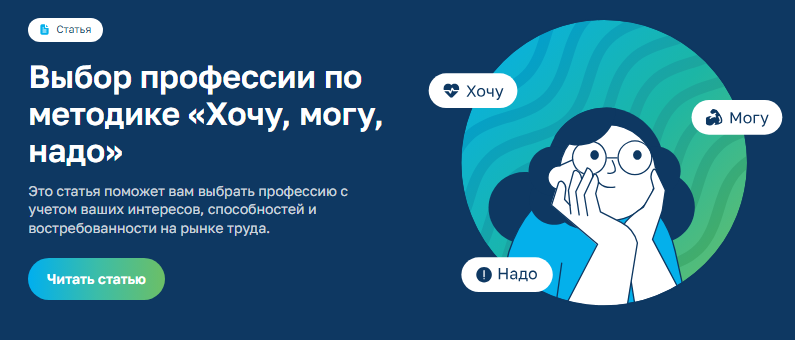 Статья
Выбор профессии по
методике «Хочу, могу,
надо»
Это статья поможет вам выбрать профессию с
учетом ваших интересов, способностей и
востребованности на рынке труда.
Читать статью
Хочу
Могу
Надо